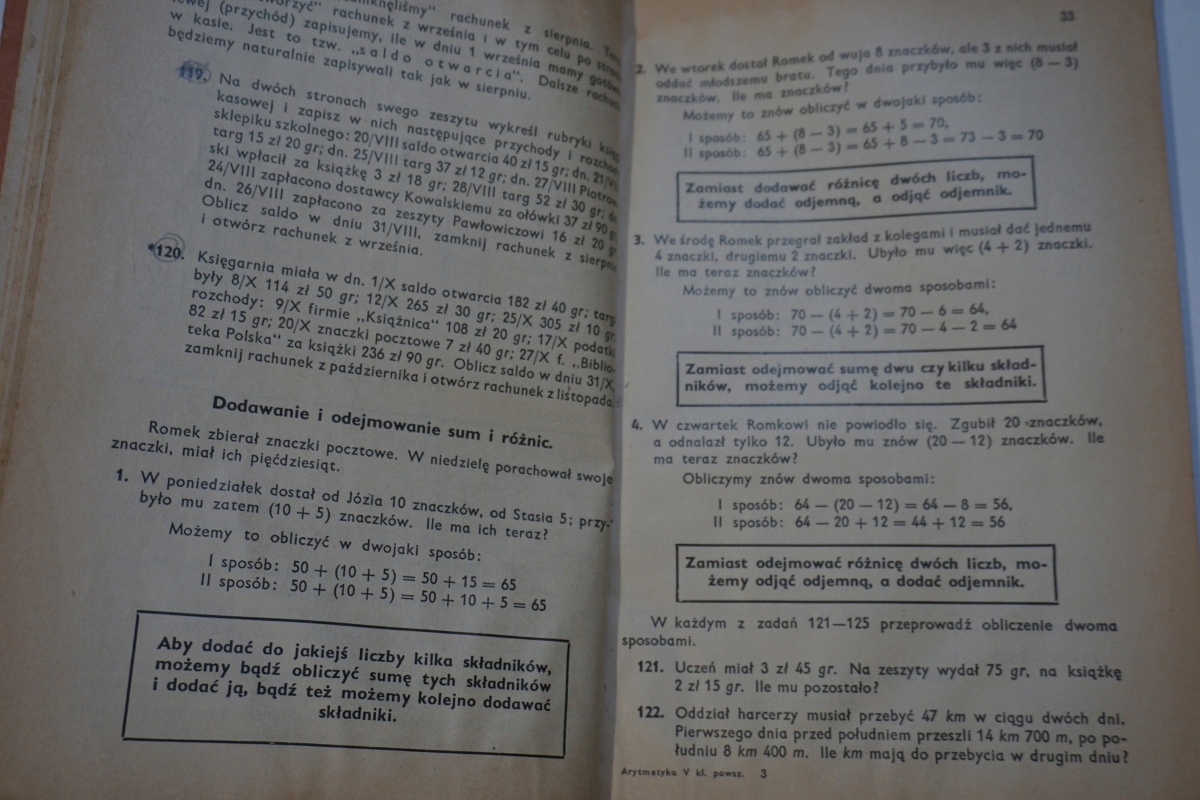 rachunek z sierpnia.
rachunek z września i w tym celu po
(przychód) zapisujemy, ile w dniu 1 września mamy
w kasie. Jest to tzw. „saldo otwarcia". Dalsze
będziemy naturalnie zapisywali tak jak w sierpniu.
119. Na dwóch stronach swego zeszytu wykreśl rubryki
kasowej i zapisz w nich następujące przychody i
sklepiku szkolnego: 20/VIII saldo otwarcia 40 zł 15 gr; dn.
targ 15 zł 20 gr; dn. 25/VIII targ 37 zł 12 gr; dn. 27/VIII
ski wpłacił za książkę 3 zł 18 gr; 28/VIII targ 52 zł 30 gr;
24/VIII zapłacono dostawcy Kowalskiemu za ołówki 37 zł 90
dn. 26/VIII zapłacono za zeszyty Pawłowiczowi 16 zł 20
Oblicz saldo w dniu 31/VIII, zamknij rachunek z
i otwórz rachunek z września.
*120. Księgarnia miała w dn. 1/X saldo otwarcia 182 zł 40 gr;
były 8/X 114 zł 50 gr; 12/X 265 zł 30 gr; 25/X 305 zł 10
rozchody: 9/X firmie „Książnica" 108 zł 20 gr; 17/X
82 zł 15 gr; 20/X znaczki pocztowe 7 zł 40 gr; 27/X f. „Biblio-
teka Polska" za książki 236 zł 90 gr. Oblicz saldo w dniu 31/X,
zamknij rachunek z października i otwórz rachunek z listopada.
Dodawanie i odejmowanie sum i różnic.
Romek zbierał znaczki pocztowe. W niedzielę porachował swoje
znaczki, miał ich pięćdziesiąt.
1. W poniedziałek dostał od Józia 10 znaczków, od Stasia 5; przy-
było mu zatem (10 + 5) znaczków. Ile ma ich teraz?
Możemy to obliczyć w dwojaki sposób:
I sposób: 50 + (10 + 5) = 50 + 15 = 65
II sposób: 50 + (10 + 5) = 50 + 10 + 5 = 65
Aby dodać do jakiejś liczby kilka składników,
możemy bądź obliczyć sumę tych składników
i dodać ją, bądź też możemy kolejno dodawać
składniki.
33
2. We wtorek dostał Romek od wuja 8 znaczków, ale 3 z nich musiał
oddać młodszemu bratu. Tego dnia przybyło mu więc (8 — 3)
znaczków. Ile ma znaczków?
Możemy to znów obliczyć w dwojaki sposób:
I sposób: 65 + (8 — 3) = 65 + 5 = 70,
II sposób: 65 + (8 — 3) = 65 + 8 — 3 = 73 — 3 = 70
Zamiast dodawać różnicę dwóch liczb, mo-
żemy dodać odjemną, a odjąć odjemnik.
3. We środę Romek przegrał zakład z kolegami i musiał dać jednemu
4 znaczki, drugiemu 2 znaczki. Ubyło mu więc (4 + 2) znaczki.
Ile ma teraz znaczków?
Możemy to znów obliczyć dwoma sposobami:
I sposób: 70 — (4 + 2) = 70 — 6 = 64,
II sposób: 70 — (4 + 2) = 70 — 4 — 2 = 64
Zamiast odejmować sumę dwu czy kilku skład-
ników, możemy odjąć kolejno te składniki.
4. W czwartek Romkowi nie powiodło się. Zgubił 20 znaczków,
a odnalazł tylko 12. Ubyło mu znów (20 — 12) znaczków. Ile
ma teraz znaczków?
Obliczymy znów dwoma sposobami:
I sposób: 64 — (20 — 12) = 64 — 8 = 56,
II sposób: 64 — 20 + 12 = 44 + 12 = 56
Zamiast odejmować różnicę dwóch liczb, mo-
żemy odjąć odjemną, a dodać odjemnik.
W każdym z zadań 121—125 przeprowadź obliczenie dwoma
sposobami.
121. Uczeń miał 3 zł 45 gr. Na zeszyty wydał 75 gr, na książkę
2 zł 15 gr. Ile mu pozostało?
122. Oddział harcerzy musiał przebyć 47 km w ciągu dwóch dni.
Pierwszego dnia przed południem przeszli 14 km 700 m, po po-
łudniu 8 km 400 m. Ile km mają do przebycia w drugim dniu?
Arytmetyka V kl. powsz. 3